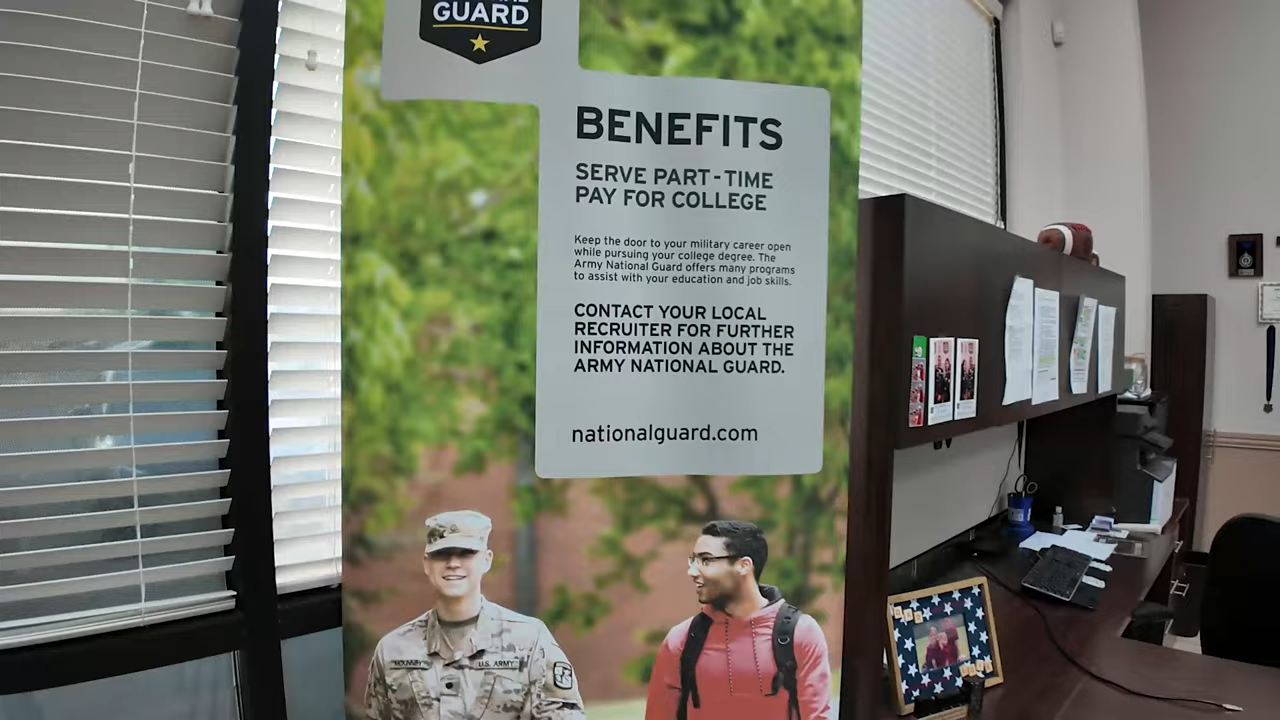 GUARD
BENEFITS
SERVE PART-TIME
PAY FOR COLLEGE
Keep the door to your military career open
while pursuing your college degree. The
Army National Guard offers many programs
to assist with your education and job skills.
CONTACT YOUR LOCAL
RECRUITER FOR FURTHER
INFORMATION ABOUT THE
ARMY NATIONAL GUARD.
nationalguard.com
U.S. ARMY